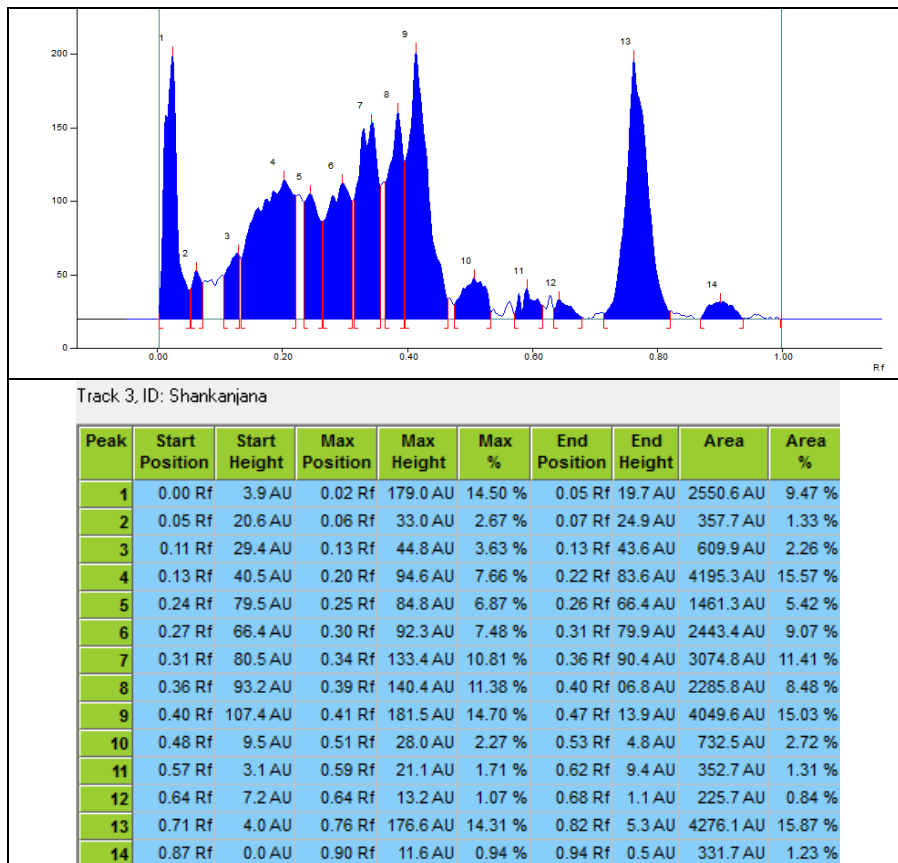 1 2 3 4 5 6 7 8 9 10 11 12 13 14
200
150
100
50
0
0.00 0.20 0.40 0.60 0.80 1.00
Rf
Track 3, ID: Shankanjana
Peak Start Position Start Height Max Position Max Height Max % End Position End Height Area Area %
1 0.00 Rf 3.9 AU 0.02 Rf 179.0 AU 14.50 % 0.05 Rf 19.7 AU 2550.6 AU 9.47 %
2 0.05 Rf 20.6 AU 0.06 Rf 33.0 AU 2.67 % 0.07 Rf 24.9 AU 357.7 AU 1.33 %
3 0.11 Rf 29.4 AU 0.13 Rf 44.8 AU 3.63 % 0.13 Rf 43.6 AU 609.9 AU 2.26 %
4 0.13 Rf 40.5 AU 0.20 Rf 94.6 AU 7.66 % 0.22 Rf 83.6 AU 4195.3 AU 15.57 %
5 0.24 Rf 79.5 AU 0.25 Rf 84.8 AU 6.87 % 0.26 Rf 66.4 AU 1461.3 AU 5.42 %
6 0.27 Rf 66.4 AU 0.30 Rf 92.3 AU 7.48 % 0.31 Rf 79.9 AU 2443.4 AU 9.07 %
7 0.31 Rf 80.5 AU 0.34 Rf 133.4 AU 10.81 % 0.36 Rf 90.4 AU 3074.8 AU 11.41 %
8 0.36 Rf 93.2 AU 0.39 Rf 140.4 AU 11.38 % 0.40 Rf 06.8 AU 2285.8 AU 8.48 %
9 0.40 Rf 107.4 AU 0.41 Rf 181.5 AU 14.70 % 0.47 Rf 13.9 AU 4049.6 AU 15.03 %
10 0.48 Rf 9.5 AU 0.51 Rf 28.0 AU 2.27 % 0.53 Rf 4.8 AU 732.5 AU 2.72 %
11 0.57 Rf 3.1 AU 0.59 Rf 21.1 AU 1.71 % 0.62 Rf 9.4 AU 352.7 AU 1.31 %
12 0.64 Rf 7.2 AU 0.64 Rf 13.2 AU 1.07 % 0.68 Rf 1.1 AU 225.7 AU 0.84 %
13 0.71 Rf 4.0 AU 0.76 Rf 176.6 AU 14.31 % 0.82 Rf 5.3 AU 4276.1 AU 15.87 %
14 0.87 Rf 0.0 AU 0.90 Rf 11.6 AU 0.94 % 0.94 Rf 0.5 AU 331.7 AU 1.23 %